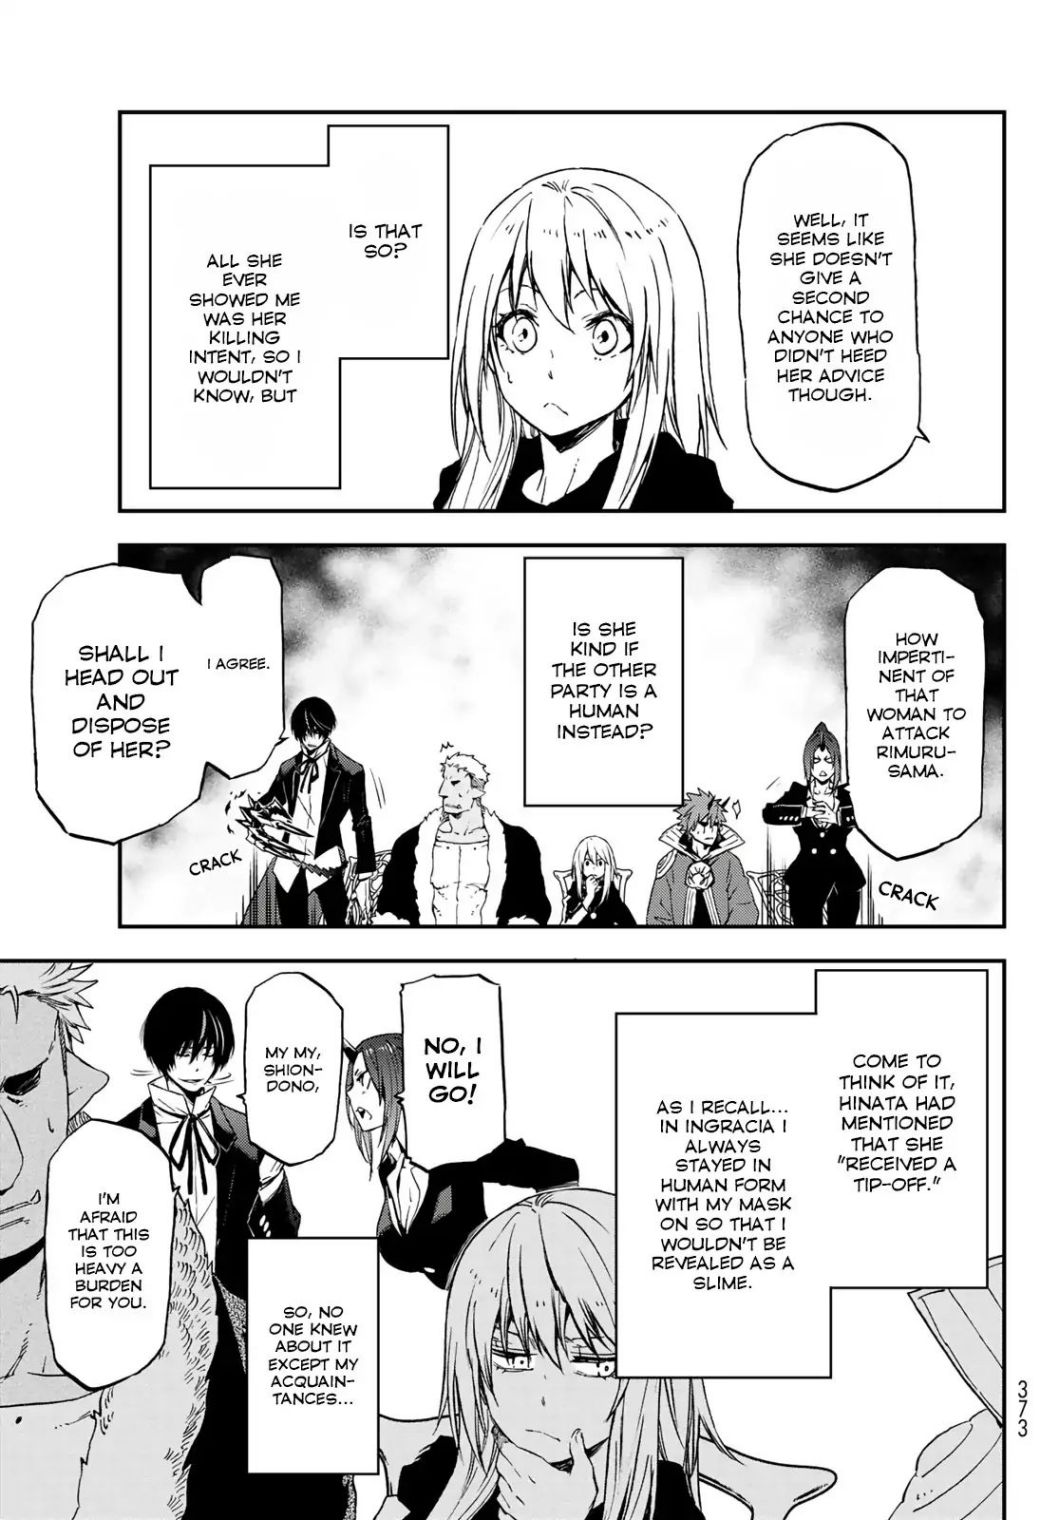 WELL, IT
SEEMS LIKE
SHE DOESN'T
GIVE A
SECOND
CHANCE TO
ANYONE WHO
DIDN'T HEED
HER ADVICE
THOUGH.
IS THAT
SO?
ALL SHE
EVER
SHOWED ME
WAS HER
KILLING
INTENT, SO I
WOULDN'T
KNOW, BUT
HOW
IMPERTI-
NENT OF
THAT
WOMAN TO
ATTACK
RIMURU-
SAMA.
CRACK
IS SHE
KIND IF
THE OTHER
PARTY IS A
HUMAN
INSTEAD?
I AGREE.
SHALL I
HEAD OUT
AND
DISPOSE
OF HER?
CRACK
COME TO
THINK OF IT,
HINATA HAD
MENTIONED
THAT SHE
"RECEIVED A
TIP-OFF."
AS I RECALL...
IN INGRACIA I
ALWAYS
STAYED IN
HUMAN FORM
WITH MY MASK
ON SO THAT I
WOULDN'T BE
REVEALED AS A
SLIME.
NO, I
WILL
GO!
MY MY,
SHION-
DONO,
I'M
AFRAID
THAT THIS
IS TOO
HEAVY A
BURDEN
FOR YOU.
SO, NO
ONE KNEW
ABOUT IT
EXCEPT MY
ACQUAIN-
TANCES...
373